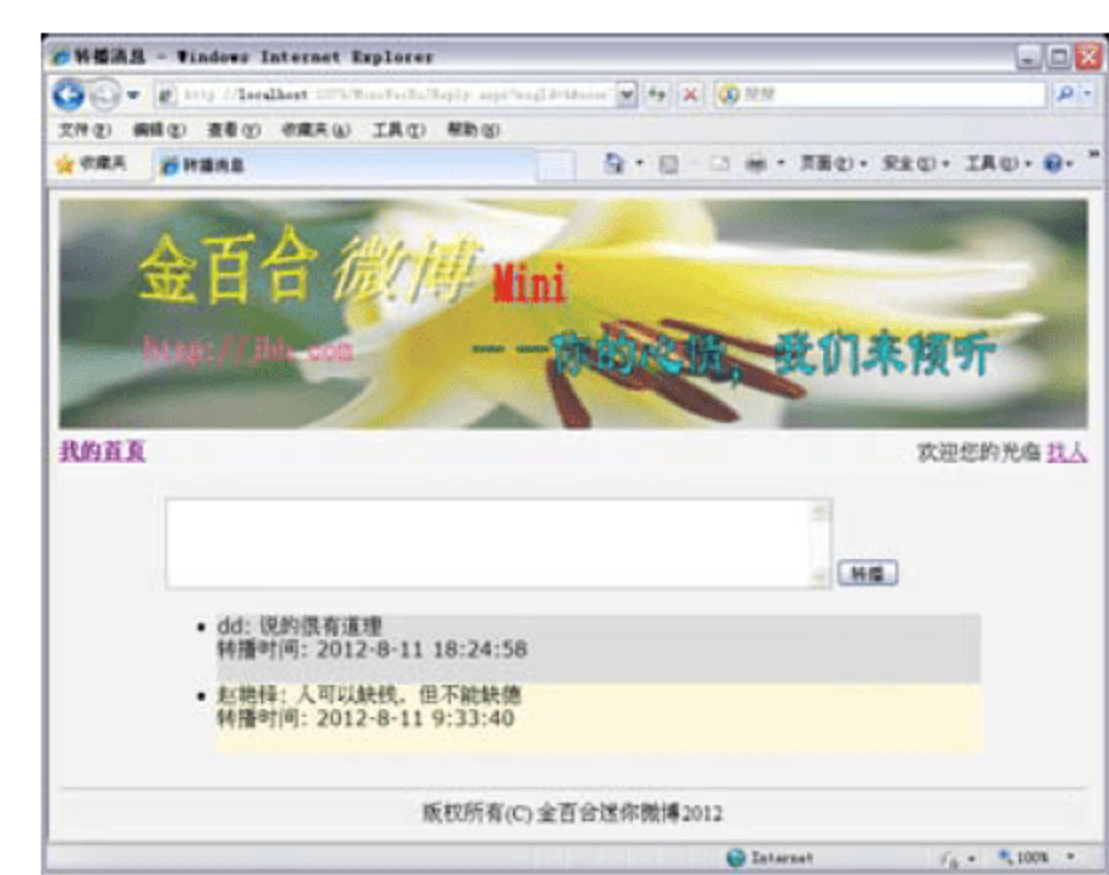 转播消息 - Windows Internet Explorer
文件(F) 编辑(E) 查看(V) 收藏夹(A) 工具(T) 帮助(H)
收藏夹 转播消息 页面(P) 安全(S) 工具(O)
金百合 微博 Mini
— —你的心情，我们来倾听
我的首页 欢迎您的光临 找人
转播
dd: 说的很有道理
转播时间: 2012-8-11 18:24:58
人可以缺钱, 但不能缺德
转播时间: 2012-8-11 9:33:40
版权所有(C) 金百合迷你微博2012
Internet 100%